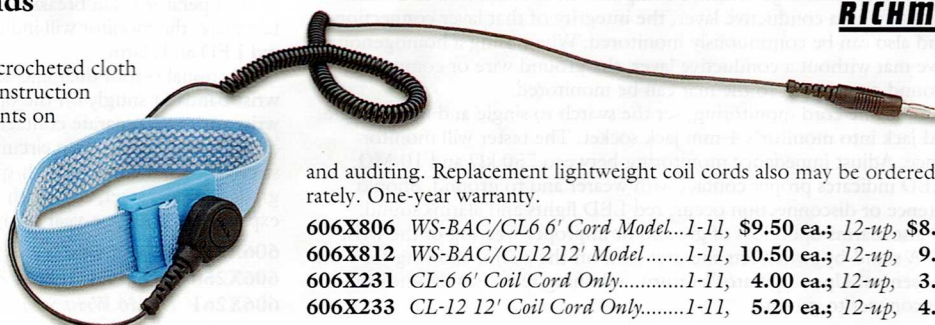 ds
RICHM
crocheted cloth
nstruction
nts on
and auditing. Replacement lightweight coil cords also may be ordered
rately. One-year warranty.
606X806 WS-BAC/CL6 6' Cord Model...1-11, $9.50 ea.; 12-up, $8.
606X812 WS-BAC/CL12 12' Model.......1-11, 10.50 ea.; 12-up, 9.
606X231 CL-6 6' Coil Cord Only...........1-11, 4.00 ea.; 12-up, 3.
606X233 CL-12 12' Coil Cord Only........1-11, 5.20 ea.; 12-up, 4.